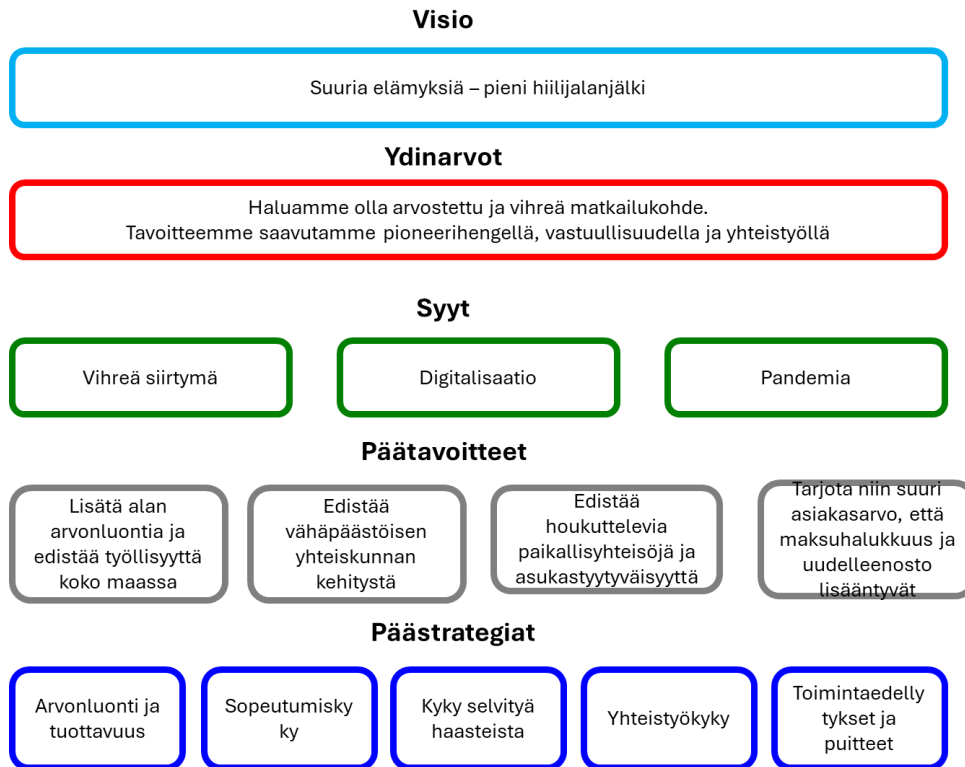 Visio
Suuria elämyksiä – pieni hiilijalanjälki
Ydinarvot
Haluamme olla arvostettu ja vihreä matkailukohde.
Tavoitteemme saavutamme pioneerihengellä, vastuullisuudella ja yhteistyöllä
Syyt
Vihreä siirtymä
Digitalisaatio
Pandemia
Päätavoitteet
Lisätä alan
arvonluontia ja
edistää työllisyyttä
koko maassa
Edistää
vähäpäästöisen
yhteiskunnan
kehitystä
Edistää
houkuttelevia
paikallisyhteisöjä ja
asukastyytyväisyyttä
Tarjota niin suuri
asiakasarvo, että
maksuhalukkuus ja
uudelleenosto
lisääntyvät
Päästrategiat
Arvonluonti ja
tuottavuus
Sopeutumisky
ky
Kyky selvityä
haasteista
Yhteistyökyky
Toimintaedelly
tykset ja
puitteet